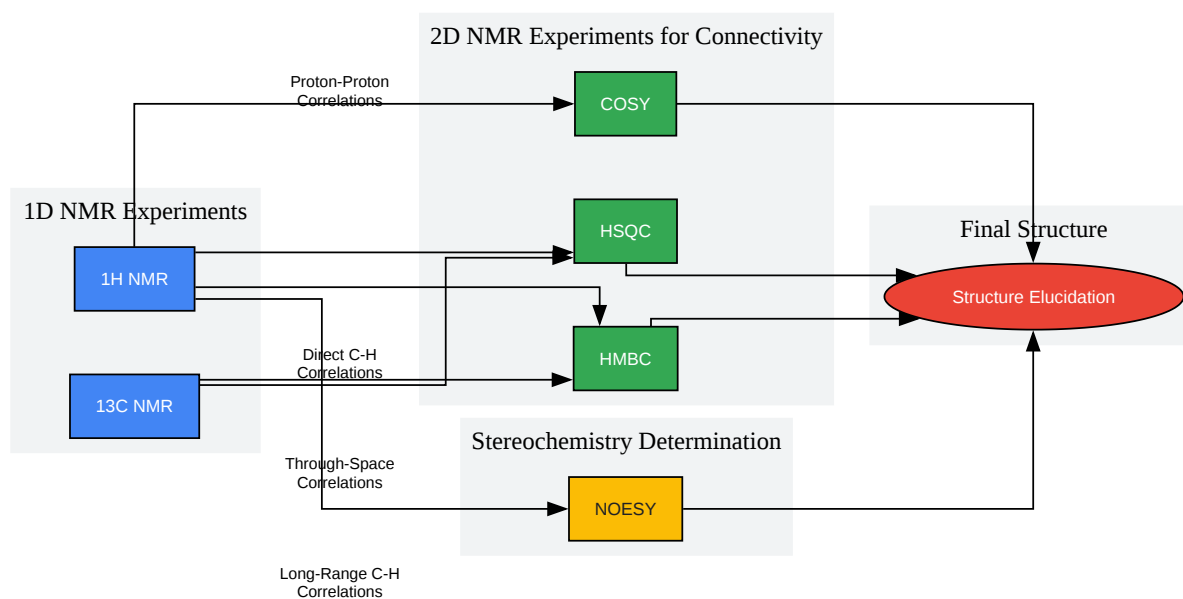 2D NMR Experiments for Connectivity
Proton-Proton
Correlations
COSY
1D NMR Experiments
1H NMR
HSQC
Final Structure
Structure Elucidation
Direct C-H
Correlations
HMBC
13C NMR
Stereochemistry Determination
Through-Space
Correlations
NOESY
Long-Range C-H
Correlations